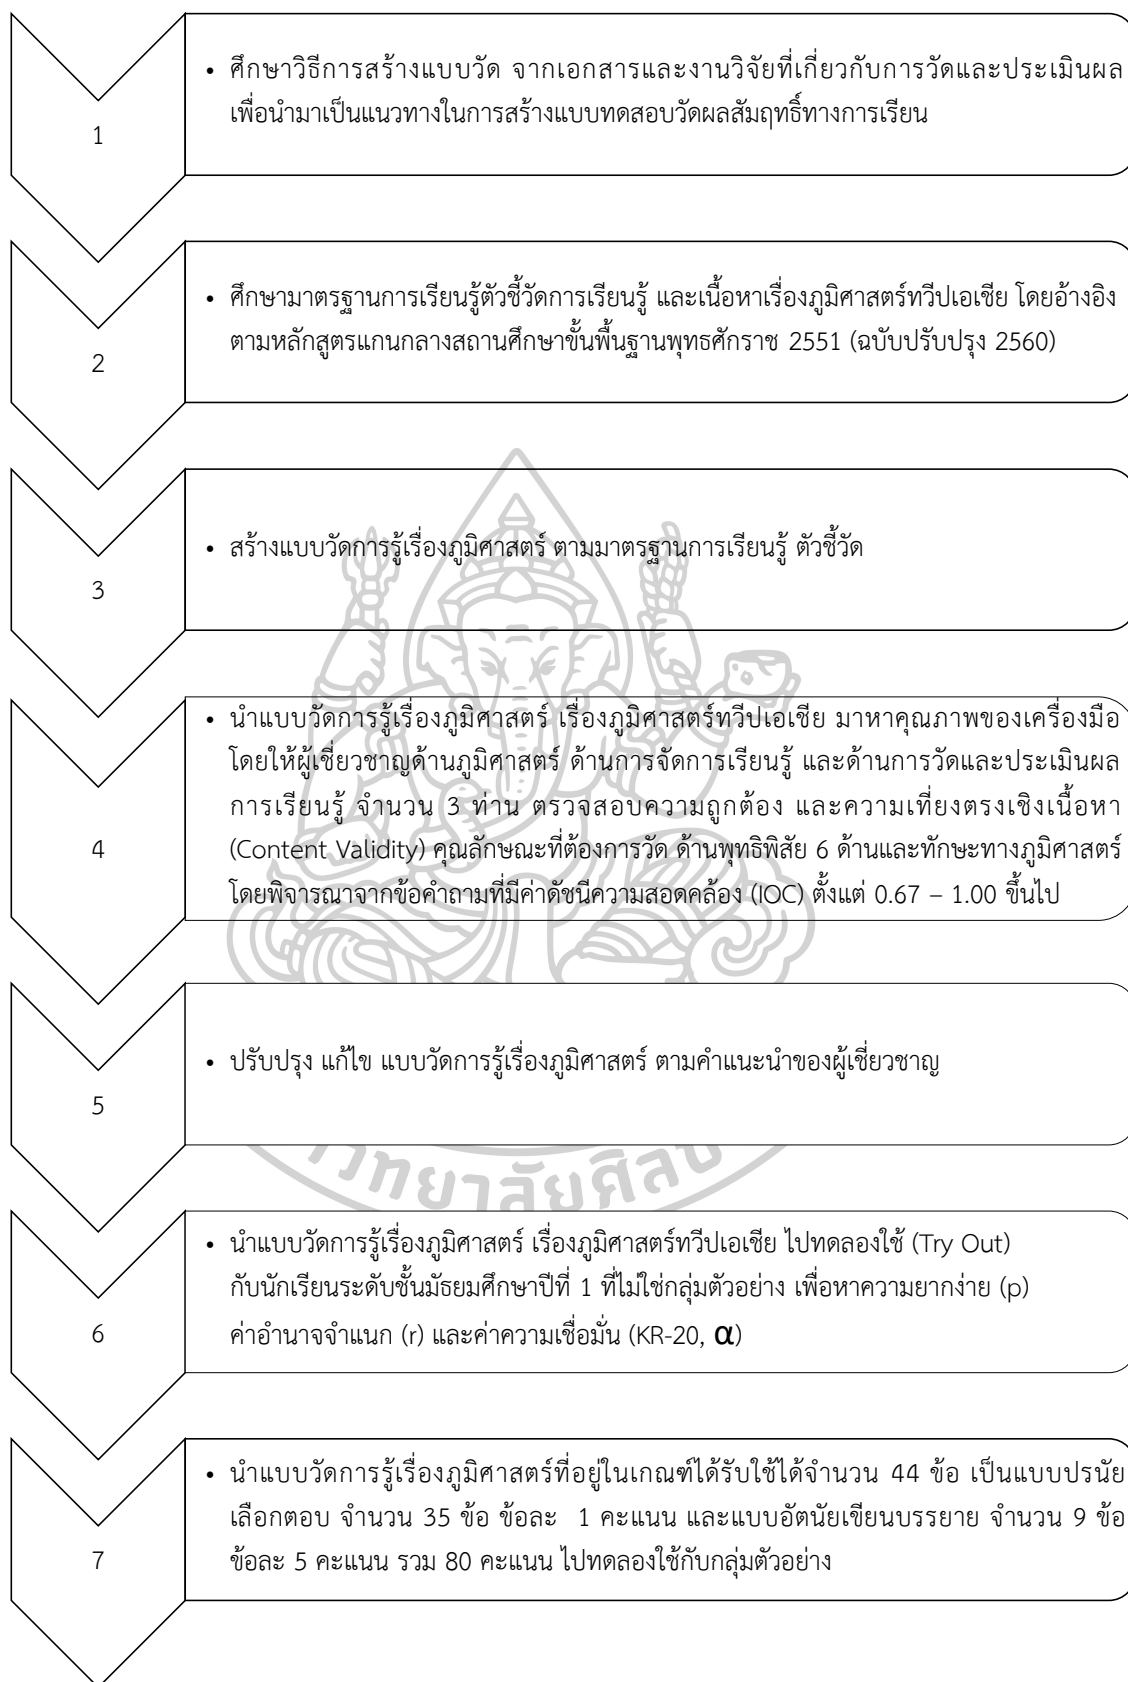 1
• ศึกษาวิธีการสร้างแบบวัด จากเอกสารและงานวิจัยที่เกี่ยวกับการวัดและประเมินผล
เพื่อนำมาเป็นแนวทางในการสร้างแบบทดสอบวัดผลสัมฤทธิ์ทางการเรียน
2
• ศึกษามาตรฐานการเรียนรู้ตัวชี้วัดการเรียนรู้ และเนื้อหาเรื่องภูมิศาสตร์ทวีปเอเชีย โดยอ้างอิง
ตามหลักสูตรแกนกลางสถานศึกษาขั้นพื้นฐานพุทธศักราช 2551 (ฉบับปรับปรุง 2560)
3
• สร้างแบบวัดการรู้เรื่องภูมิศาสตร์ ตามมาตรฐานการเรียนรู้ ตัวชี้วัด
4
• นำแบบวัดการรู้เรื่องภูมิศาสตร์ เรื่องภูมิศาสตร์ทวีปเอเชีย มาหาคุณภาพของเครื่องมือ
โดยให้ผู้เชี่ยวชาญด้านภูมิศาสตร์ ด้านการจัดการเรียนรู้ และด้านการวัดและประเมินผล
การเรียนรู้ จำนวน 3 ท่าน ตรวจสอบความถูกต้อง และความเที่ยงตรงเชิงเนื้อหา
(Content Validity) คุณลักษณะที่ต้องการวัด ด้านพุทธิพิสัย 6 ด้านและทักษะทางภูมิศาสตร์
โดยพิจารณาจากข้อคำถามที่มีค่าดัชนีความสอดคล้อง (IOC) ตั้งแต่ 0.67 – 1.00 ขึ้นไป
5
• ปรับปรุง แก้ไข แบบวัดการรู้เรื่องภูมิศาสตร์ ตามคำแนะนำของผู้เชี่ยวชาญ
วิทยาลัยศิลป
6
• นำแบบวัดการรู้เรื่องภูมิศาสตร์ เรื่องภูมิศาสตร์ทวีปเอเชีย ไปทดลองใช้ (Try Out)
กับนักเรียนระดับชั้นมัธยมศึกษาปีที่ 1 ที่ไม่ใช่กลุ่มตัวอย่าง เพื่อหาความยากง่าย (p)
ค่าอำนาจจำแนก (r) และค่าความเชื่อมั่น (KR-20, α)
7
• นำแบบวัดการรู้เรื่องภูมิศาสตร์ที่อยู่ในเกณฑ์ได้รับใช้ได้จำนวน 44 ข้อ เป็นแบบปรนัย
เลือกตอบ จำนวน 35 ข้อ ข้อละ 1 คะแนน และแบบอัตนัยเขียนบรรยาย จำนวน 9 ข้อ
ข้อละ 5 คะแนน รวม 80 คะแนน ไปทดลองใช้กับกลุ่มตัวอย่าง